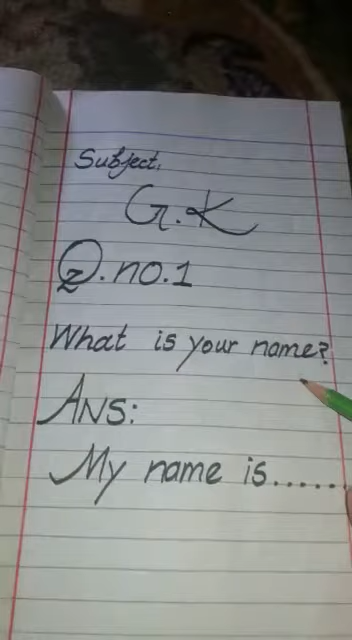 Subject.
G.K
Q.no.1
What is your name?
Ans:
My name is......